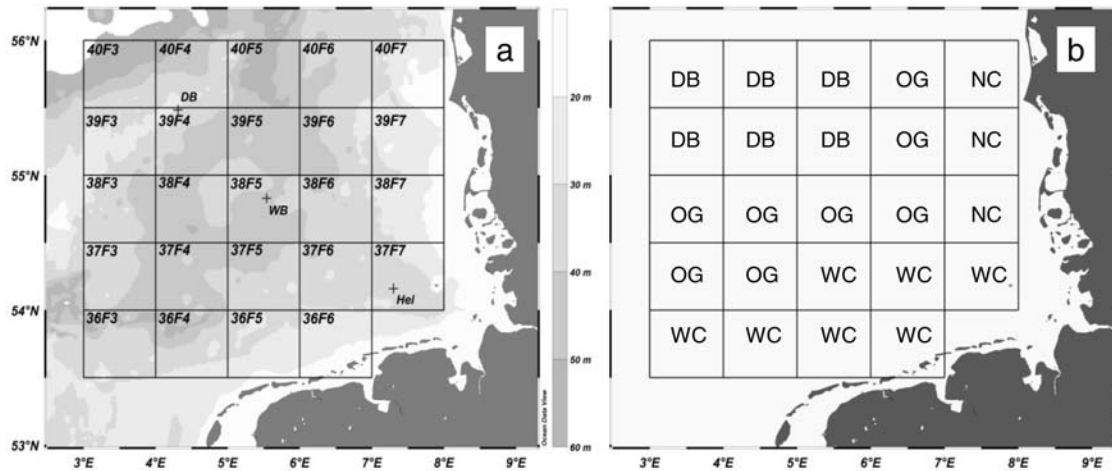 a
b
56°N
40F3 40F4 40F5 40F6 40F7
DB DB DB OG NC
20 m
DB
39F3 39F4 39F5 39F6 39F7
DB DB DB OG NC
55°N
38F3 38F4 38F5 38F6 38F7
30 m
WB
OG OG OG OG NC
37F3 37F4 37F5 37F6 37F7
40 m
Hel
OG OG WC WC WC
54°N
36F3 36F4 36F5 36F6
WC WC WC WC
50 m
Ocean Data View
53°N
60 m
3°E 4°E 5°E 6°E 7°E 8°E 9°E
3°E 4°E 5°E 6°E 7°E 8°E 9°E